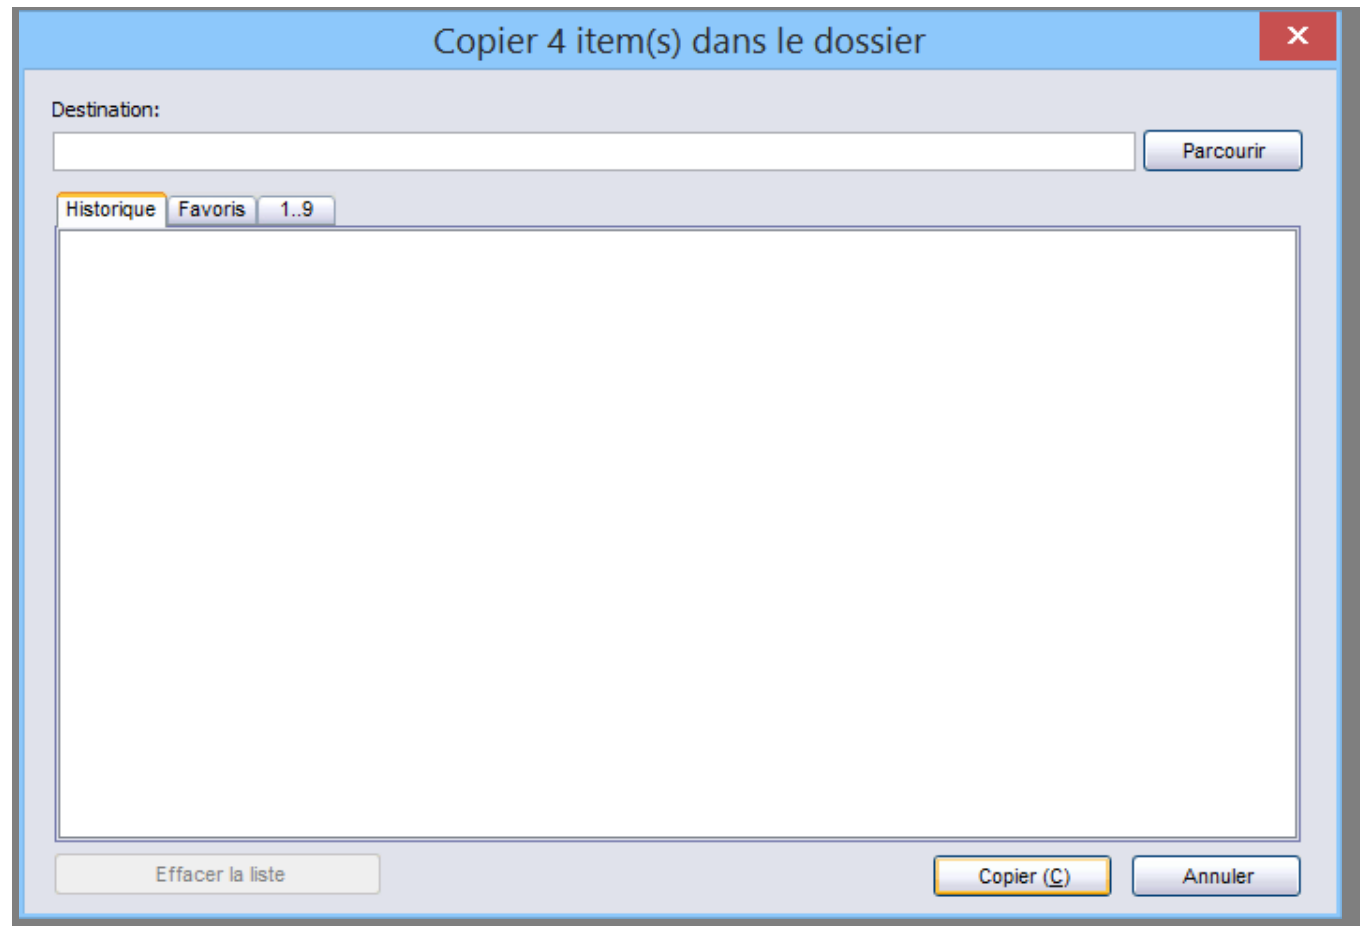 Copier 4 item(s) dans le dossier
Destination:
Parcourir
Historique Favoris 1..9
Effacer la liste Copier (C) Annuler